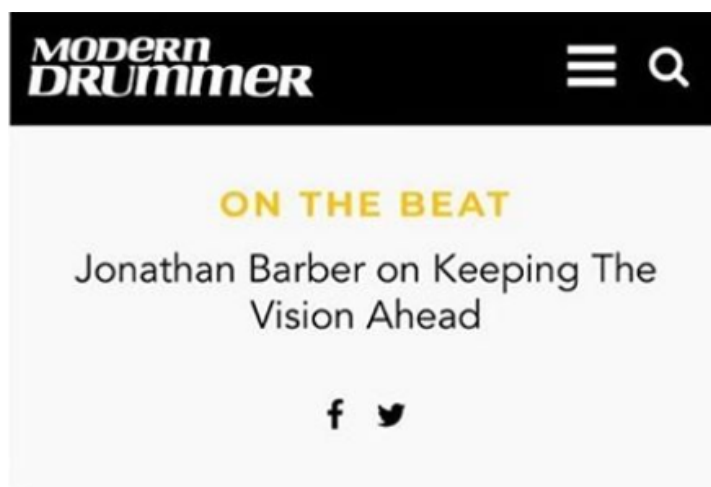 MODERN
DRUMMER
ON THE BEAT
Jonathan Barber on Keeping The
Vision Ahead